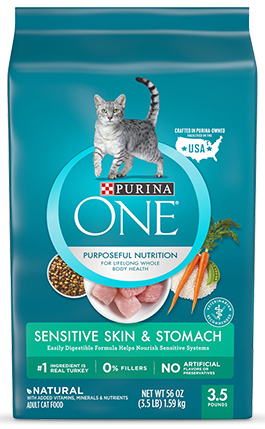 CRAFTED IN PURINA-OWNED
USA
PURINA
ONE®
PURPOSEFUL NUTRITION
FOR LIFELONG WHOLE
BODY HEALTH
SENSITIVE SKIN & STOMACH
Easily Digestible Formula Helps Nourish Sensitive Systems
#1 INGREDIENT IS
REAL TURKEY
0% FILLERS
NO ARTIFICIAL
FLAVORS OR
PRESERVATIVES
NATURAL
WITH ADDED VITAMINS, MINERALS & NUTRIENTS
ADULT CAT FOOD
NET WT 56 OZ
(3.5 LB) 1.59 KG
3.5
POUNDS